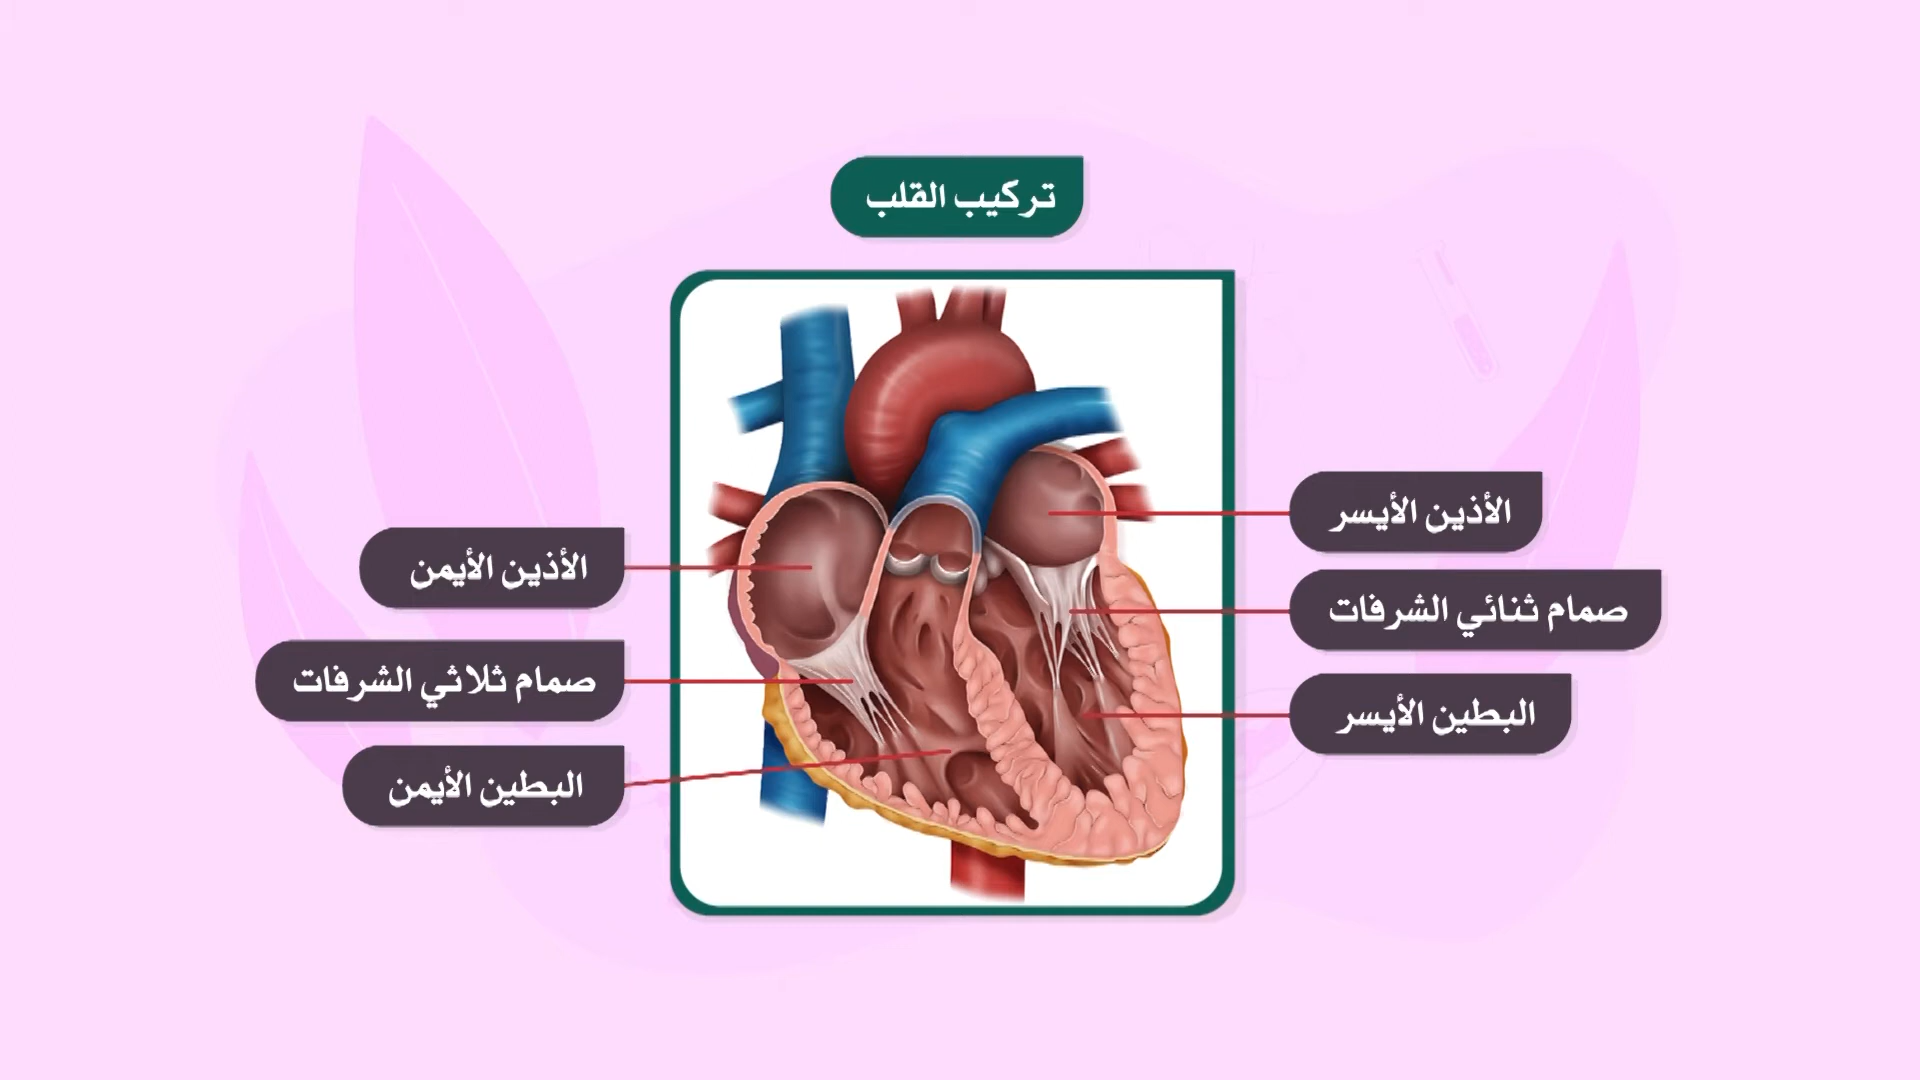 تركيب القلب
الأذين الأيسر
صمام ثنائي الشرفات
البطين الأيسر
الأذين الأيمن
صمام ثلاثي الشرفات
البطين الأيمن